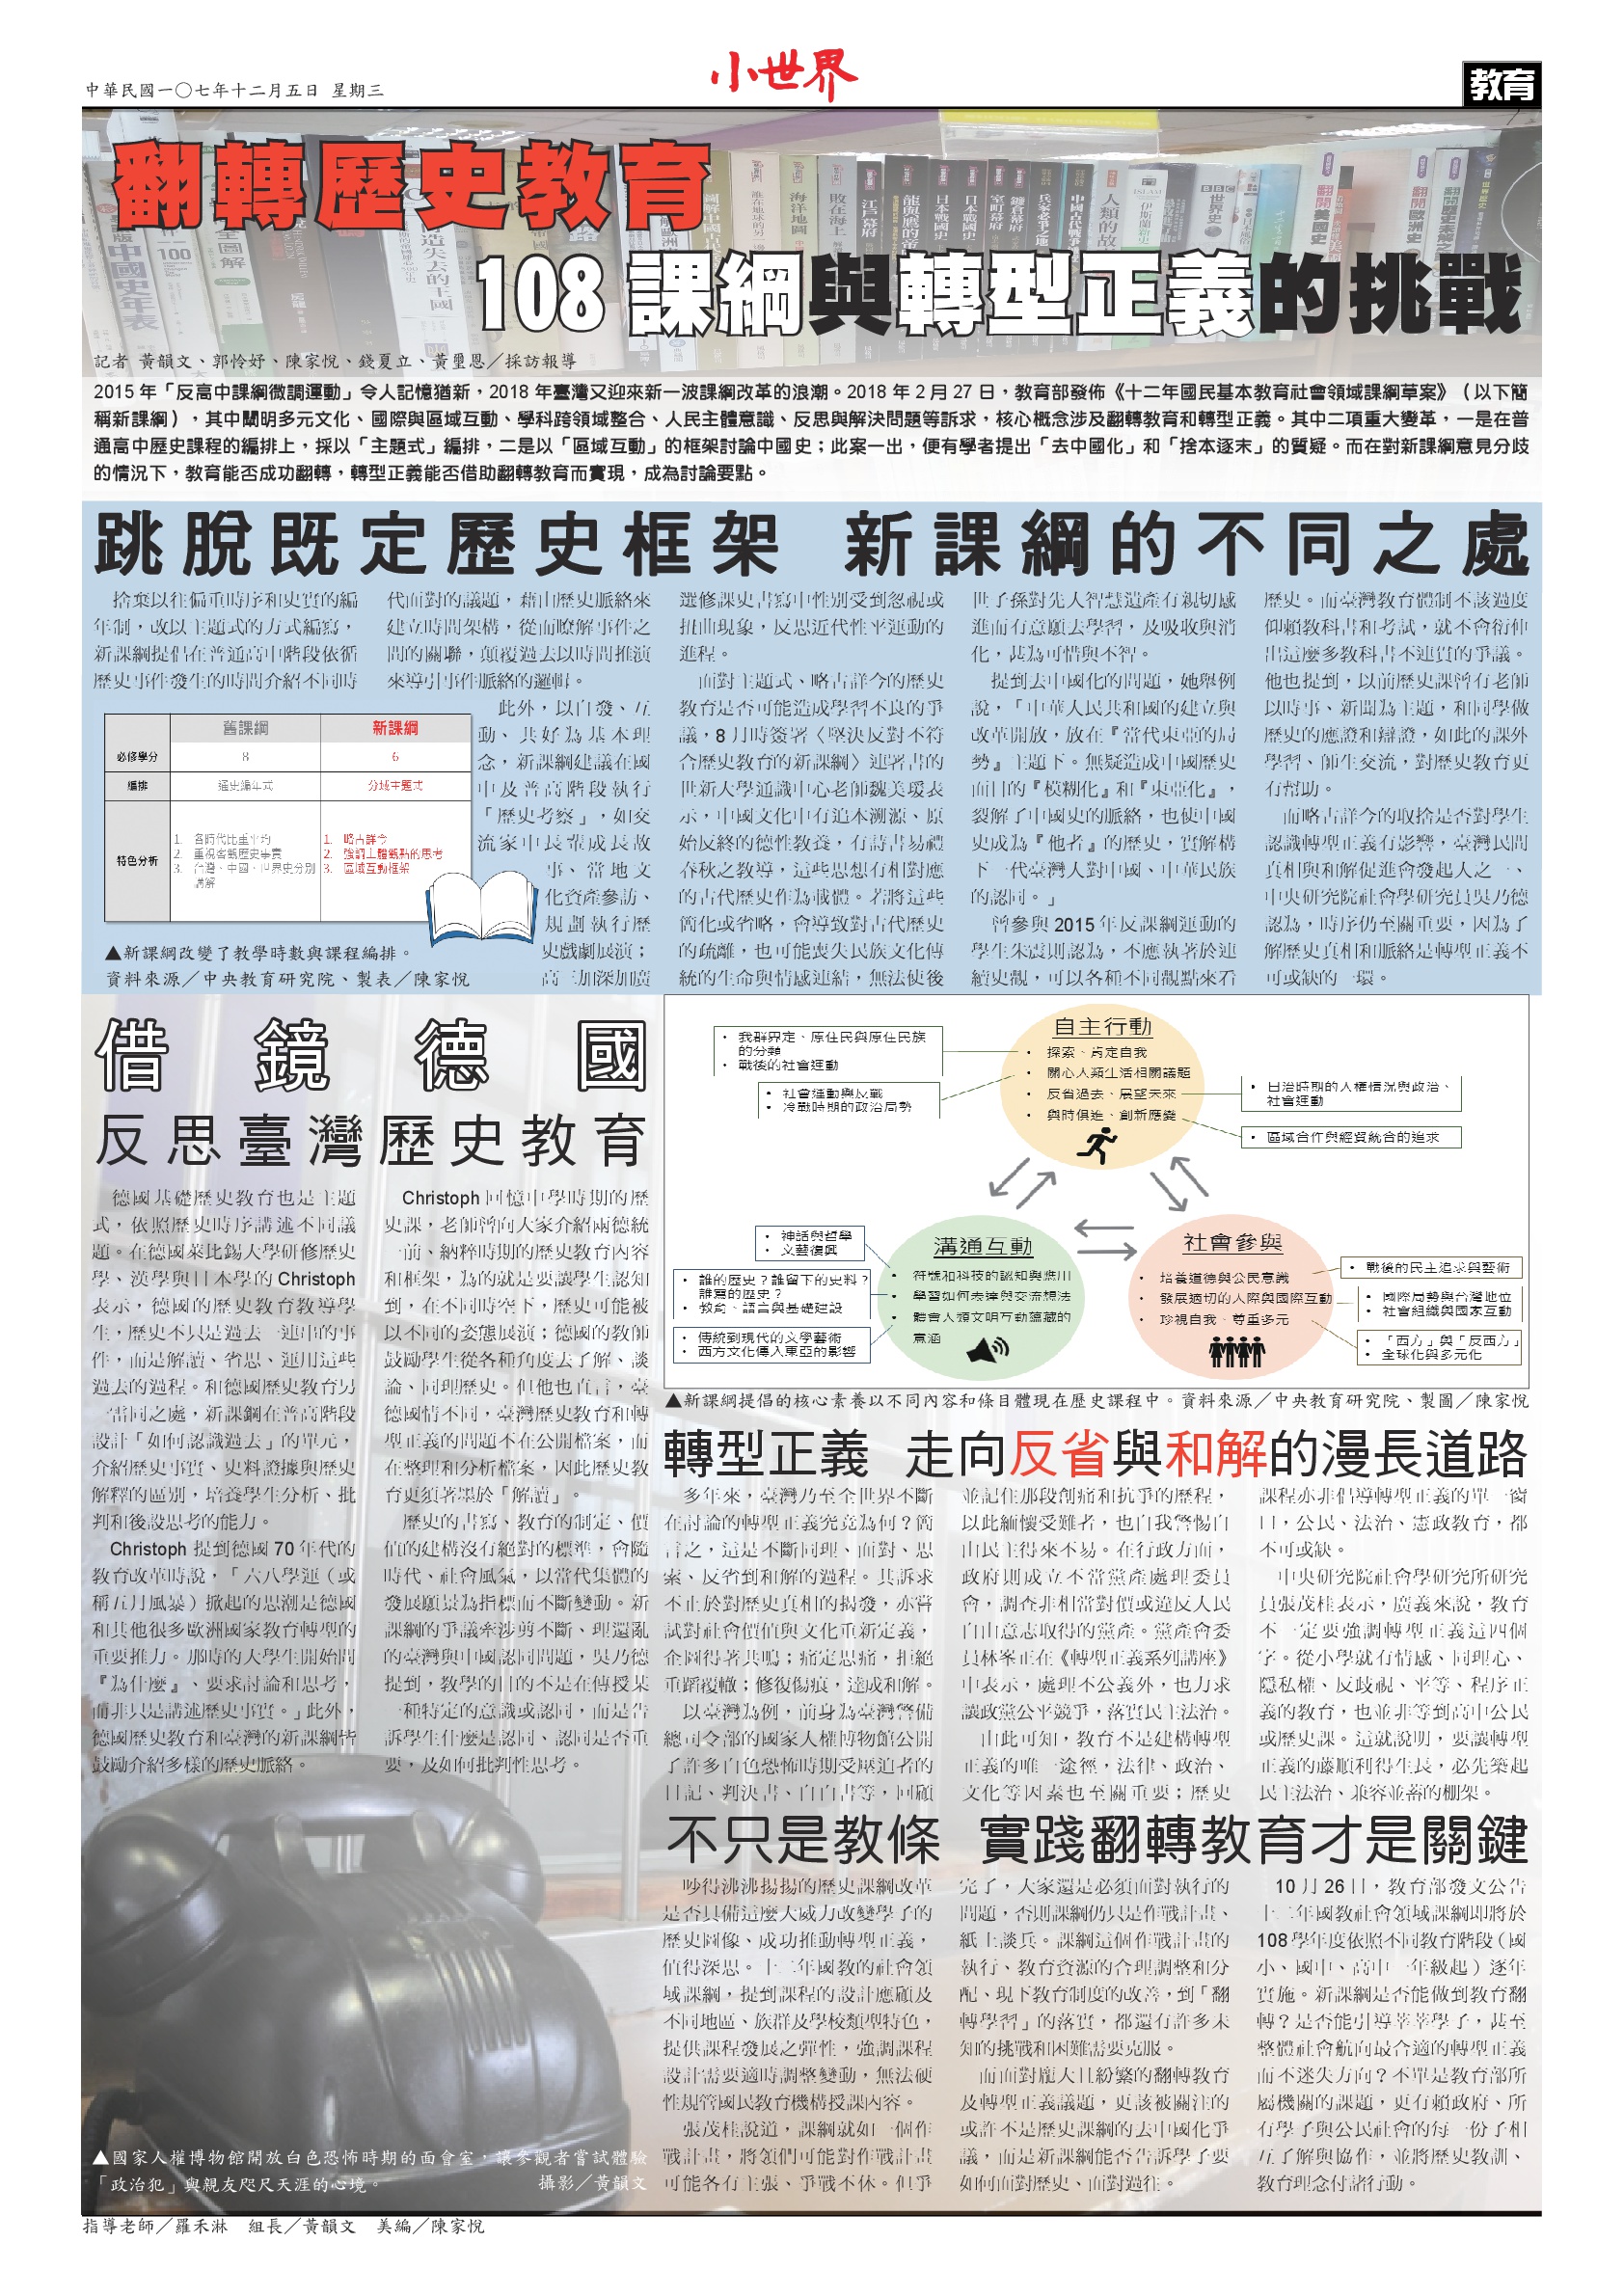 中華民國一〇七年十二月五日 星期三
小世界
教育
翻轉歷史教育
108課綱與轉型正義的挑戰
記者 黃韻文、郭怜妤、陳家悅、錢夏立、黃璽恩／採訪報導
2015年「反高中課綱微調運動」令人記憶猶新，2018年臺灣又迎來新一波課綱改革的浪潮。2018年2月27日，教育部發佈《十二年國民基本教育社會領域課綱草案》（以下簡
稱新課綱），其中闡明多元文化、國際與區域互動、學科跨領域整合、人民主體意識、反思與解決問題等訴求，核心概念涉及翻轉教育和轉型正義。其中二項重大變革，一是在普
通高中歷史課程的編排上，採以「主題式」編排，二是以「區域互動」的框架討論中國史；此案一出，便有學者提出「去中國化」和「捨本逐末」的質疑。而在對新課綱意見分歧
的情況下，教育能否成功翻轉，轉型正義能否借助翻轉教育而實現，成為討論要點。
跳脫既定歷史框架 新課綱的不同之處
捨棄以往偏重時序和史實的編
年制，改以主題式的方式編寫，
新課綱提倡在普通高中階段依循
歷史事件發生的時間介紹不同時
代面對的議題，藉由歷史脈絡來
建立時間架構，從而瞭解事件之
間的關聯，顛覆過去以時間推演
來導引事件脈絡的邏輯。
此外，以自發、互
動、共好為基本理
念，新課綱建議在國
中及普高階段執行
「歷史考察」，如交
流家中長輩成長故
事、當地文
化資產參訪、
規劃執行歷
史戲劇展演；
高三加深加廣
舊課綱
新課綱
必修學分
8
6
編排
通史編年式
分域主題式
特色分析
1. 各時代比重平均
2. 重視客觀歷史事實
3. 台灣、中國、世界史分別
講解
1. 略古詳今
2. 強調主體觀點的思考
3. 區域互動框架
▲新課綱改變了教學時數與課程編排。
資料來源／中央教育研究院、製表／陳家悅
選修課史書寫中性別受到忽視或
扭曲現象，反思近代性平運動的
進程。
面對主題式、略古詳今的歷史
教育是否可能造成學習不良的爭
議，8月時簽署〈堅決反對不符
合歷史教育的新課綱〉連署書的
世新大學通識中心老師魏美瑗表
示，中國文化中有追本溯源、原
始反終的德性教養，有詩書易禮
春秋之教導，這些思想有相對應
的古代歷史作為載體。若將這些
簡化或省略，會導致對古代歷史
的疏離，也可能喪失民族文化傳
統的生命與情感連結，無法使後
世子孫對先人智慧遺產有親切感
進而有意願去學習，及吸收與消
化，甚為可惜與不智。
提到去中國化的問題，她舉例
說，「中華人民共和國的建立與
改革開放，放在『當代東亞的局
勢』主題下。無疑造成中國歷史
面目的『模糊化』和『東亞化』，
裂解了中國史的脈絡，也使中國
史成為『他者』的歷史，實解構
下一代臺灣人對中國、中華民族
的認同。」
曾參與2015年反課綱運動的
學生朱震則認為，不應執著於連
續史觀，可以各種不同觀點來看
歷史。而臺灣教育體制不該過度
仰賴教科書和考試，就不會衍伸
出這麼多教科書不連貫的爭議。
他也提到，以前歷史課曾有老師
以時事、新聞為主題，和同學做
歷史的應證和辯證，如此的課外
學習、師生交流，對歷史教育更
有幫助。
而略古詳今的取捨是否對學生
認識轉型正義有影響，臺灣民間
真相與和解促進會發起人之一、
中央研究院社會學研究員吳乃德
認為，時序仍至關重要，因為了
解歷史真相和脈絡是轉型正義不
可或缺的一環。
借鏡德國
反思臺灣歷史教育
德國基礎歷史教育也是主題
式，依照歷史時序講述不同議
題。在德國萊比錫大學研修歷史
學、漢學與日本學的Christoph
表示，德國的歷史教育教導學
生，歷史不只是過去一連串的事
件，而是解讀、省思、運用這些
過去的過程。和德國歷史教育另
一雷同之處，新課鋼在普高階段
設計「如何認識過去」的單元，
介紹歷史事實、史料證據與歷史
解釋的區別，培養學生分析、批
判和後設思考的能力。
Christoph提到德國70年代的
教育改革時說，「六八學運（或
稱五月風暴）掀起的思潮是德國
和其他很多歐洲國家教育轉型的
重要推力。那時的大學生開始問
『為什麼』、要求討論和思考，
而非只是講述歷史事實。」此外，
德國歷史教育和臺灣的新課綱皆
鼓勵介紹多樣的歷史脈絡。
Christoph回憶中學時期的歷
史課，老師曾向大家介紹兩德統
一前、納粹時期的歷史教育內容
和框架，為的就是要讓學生認知
到，在不同時空下，歷史可能被
以不同的姿態展演；德國的教師
鼓勵學生從各種角度去了解、談
論、同理歷史。但他也直言，臺
德國情不同，臺灣歷史教育和轉
型正義的問題不在公開檔案，而
在整理和分析檔案，因此歷史教
育更須著墨於「解讀」。
歷史的書寫、教育的制定、價
值的建構沒有絕對的標準，會隨
時代、社會風氣，以當代集體的
發展願景為指標而不斷變動。新
課綱的爭議牽涉剪不斷、理還亂
的臺灣與中國認同問題，吳乃德
提到，教學的目的不是在傳授某
一種特定的意識或認同，而是告
訴學生什麼是認同、認同是否重
要，及如何批判性思考。
自主行動
• 探索、肯定自我
• 關心人類生活相關議題
• 反省過去、展望未來
• 與時俱進、創新應變
• 我群界定、原住民與原住民族
的分類
• 戰後的社會運動
• 社會運動與反戰
• 冷戰時期的政治局勢
• 日治時期的人權情況與政治、
社會運動
• 區域合作與經貿統合的追求
溝通互動
• 符號和科技的認知與應用
• 學習如何表達與交流想法
• 體會人類文明互動蘊藏的
意涵
• 神話與哲學
• 文藝復興
• 誰的歷史？誰留下的史料？
誰寫的歷史？
• 教育、語言與基礎建設
• 傳統到現代的文學藝術
• 西方文化傳入東亞的影響
社會參與
• 培養道德與公民意識
• 發展適切的人際與國際互動
• 珍視自我、尊重多元
• 戰後的民主追求與藝術
• 國際局勢與台灣地位
• 社會組織與國家互動
• 「西方」與「反西方」
• 全球化與多元化
▲新課綱提倡的核心素養以不同內容和條目體現在歷史課程中。資料來源／中央教育研究院、製圖／陳家悅
轉型正義 走向反省與和解的漫長道路
多年來，臺灣乃至全世界不斷
在討論的轉型正義究竟為何？簡
言之，這是不斷同理、面對、思
索、反省到和解的過程。其訴求
不止於對歷史真相的揭發，亦嘗
試對社會價值與文化重新定義，
企圖得著共鳴；痛定思痛，拒絕
重蹈覆轍；修復傷痕，達成和解。
以臺灣為例，前身為臺灣警備
總司令部的國家人權博物館公開
了許多白色恐怖時期受壓迫者的
日記、判決書、自白書等，回顧
並記住那段創痛和抗爭的歷程，
以此緬懷受難者，也自我警惕自
由民主得來不易。在行政方面，
政府則成立不當黨產處理委員
會，調查非相當對價或違反人民
自由意志取得的黨產。黨產會委
員林峯正在《轉型正義系列講座》
中表示，處理不公義外，也力求
讓政黨公平競爭，落實民主法治。
由此可知，教育不是建構轉型
正義的唯一途徑，法律、政治、
文化等因素也至關重要；歷史
課程亦非倡導轉型正義的單一窗
口，公民、法治、憲政教育，都
不可或缺。
中央研究院社會學研究所研究
員張茂桂表示，廣義來說，教育
不一定要強調轉型正義這四個
字。從小學就有情感、同理心、
隱私權、反歧視、平等、程序正
義的教育，也並非等到高中公民
或歷史課。這就說明，要讓轉型
正義的藤順利得生長，必先築起
民主法治、兼容並蓄的棚架。
不只是教條 實踐翻轉教育才是關鍵
吵得沸沸揚揚的歷史課綱改革
是否具備這麼大威力改變學子的
歷史圖像、成功推動轉型正義，
值得深思。十二年國教的社會領
域課綱，提到課程的設計應顧及
不同地區、族群及學校類型特色，
提供課程發展之彈性，強調課程
設計需要適時調整變動，無法硬
性規管國民教育機構授課內容。
張茂桂說道，課綱就如一個作
戰計畫，將領們可能對作戰計畫
可能各有主張、爭戰不休。但爭
完了，大家還是必須面對執行的
問題，否則課綱仍只是作戰計畫、
紙上談兵。課綱這個作戰計畫的
執行、教育資源的合理調整和分
配、現下教育制度的改善，到「翻
轉學習」的落實，都還有許多未
知的挑戰和困難需要克服。
而面對龐大且紛繁的翻轉教育
及轉型正義議題，更該被關注的
或許不是歷史課綱的去中國化爭
議，而是新課綱能否告訴學子要
如何面對歷史、面對過往。
10月26日，教育部發文公告
十二年國教社會領域課綱即將於
108學年度依照不同教育階段（國
小、國中、高中一年級起）逐年
實施。新課綱是否能做到教育翻
轉？是否能引導莘莘學子，甚至
整體社會航向最合適的轉型正義
而不迷失方向？不單是教育部所
屬機關的課題，更有賴政府、所
有學子與公民社會的每一份子相
互了解與協作，並將歷史教訓、
教育理念付諸行動。
▲國家人權博物館開放白色恐怖時期的面會室，讓參觀者嘗試體驗
「政治犯」與親友咫尺天涯的心境。 攝影／黃韻文
指導老師／羅禾淋 組長／黃韻文 美編／陳家悅